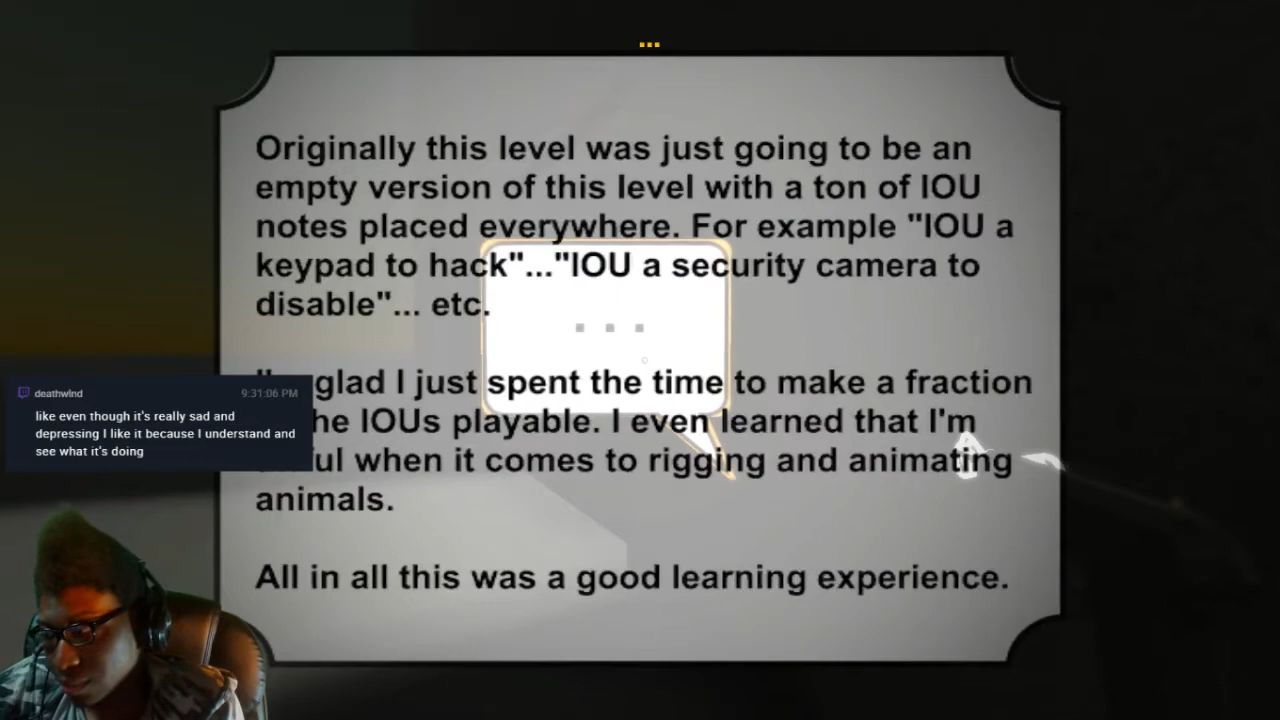 ...
Originally this level was just going to be an
empty version of this level with a ton of IOU
notes placed everywhere. For example "IOU a
keypad to hack"..."IOU a security camera to
disable"... etc.
...
glad I just spent the time to make a fraction
he IOUs playable. I even learned that I'm
when it comes to rigging and animating
animals.
All in all this was a good learning experience.
deathwind 9:31:06 PM
like even though it's really sad and
depressing I like it because I understand and
see what it's doing